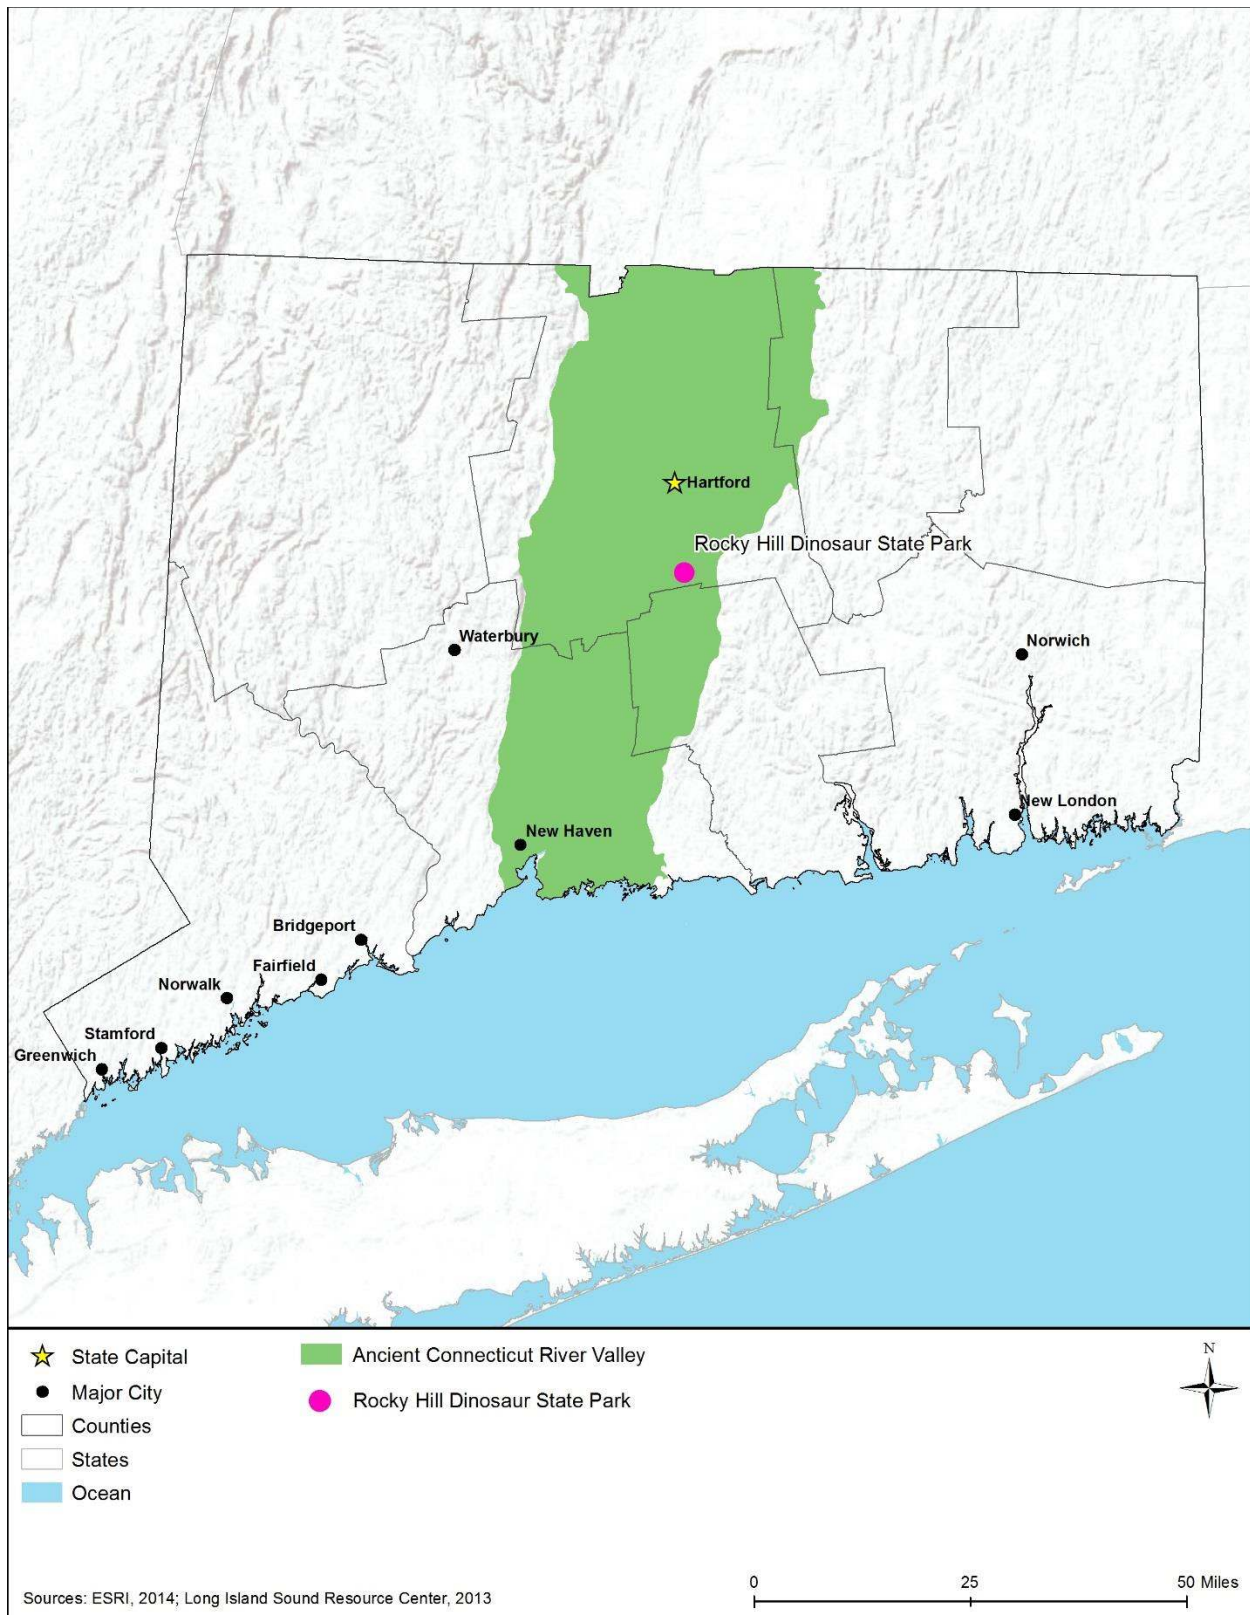 Hartford
Rocky Hill Dinosaur State Park
Waterbury
Norwich
New London
New Haven
Bridgeport
Fairfield
Norwalk
Stamford
Greenwich
State Capital
Major City
Counties
States
Ocean
Ancient Connecticut River Valley
Rocky Hill Dinosaur State Park
N
0 25 50 Miles
Sources: ESRI, 2014; Long Island Sound Resource Center, 2013